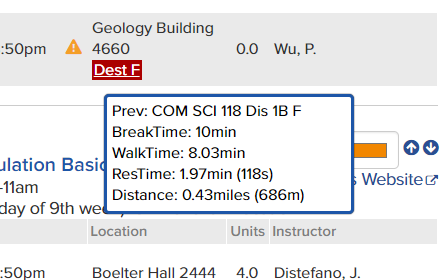 Geology Building
:50pm 4660 0.0 Wu, P.
Dest F
Prev: COM SCI 118 Dis 1B F
BreakTime: 10min
WalkTime: 8.03min
ResTime: 1.97min (118s)
Distance: 0.43miles (686m)
ulation Basic
Website
-11am
day of 9th wee
Location Units Instructor
:50pm Boelter Hall 2444 4.0 Distefano, J.